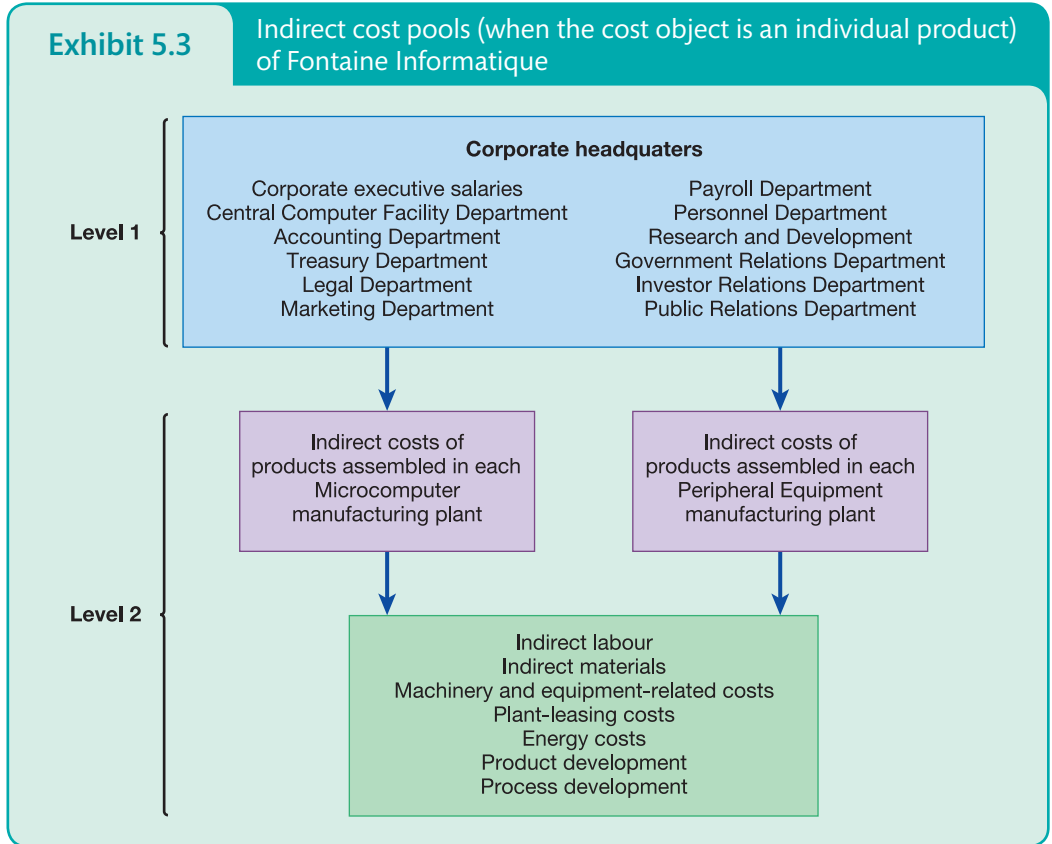 Exhibit 5.3
Indirect cost pools (when the cost object is an individual product)
of Fontaine Informatique
Level 1
Corporate headquaters
Corporate executive salaries
Central Computer Facility Department
Accounting Department
Treasury Department
Legal Department
Marketing Department
Payroll Department
Personnel Department
Research and Development
Government Relations Department
Investor Relations Department
Public Relations Department
Level 2
Indirect costs of
products assembled in each
Microcomputer
manufacturing plant
Indirect costs of
products assembled in each
Peripheral Equipment
manufacturing plant
Indirect labour
Indirect materials
Machinery and equipment-related costs
Plant-leasing costs
Energy costs
Product development
Process development